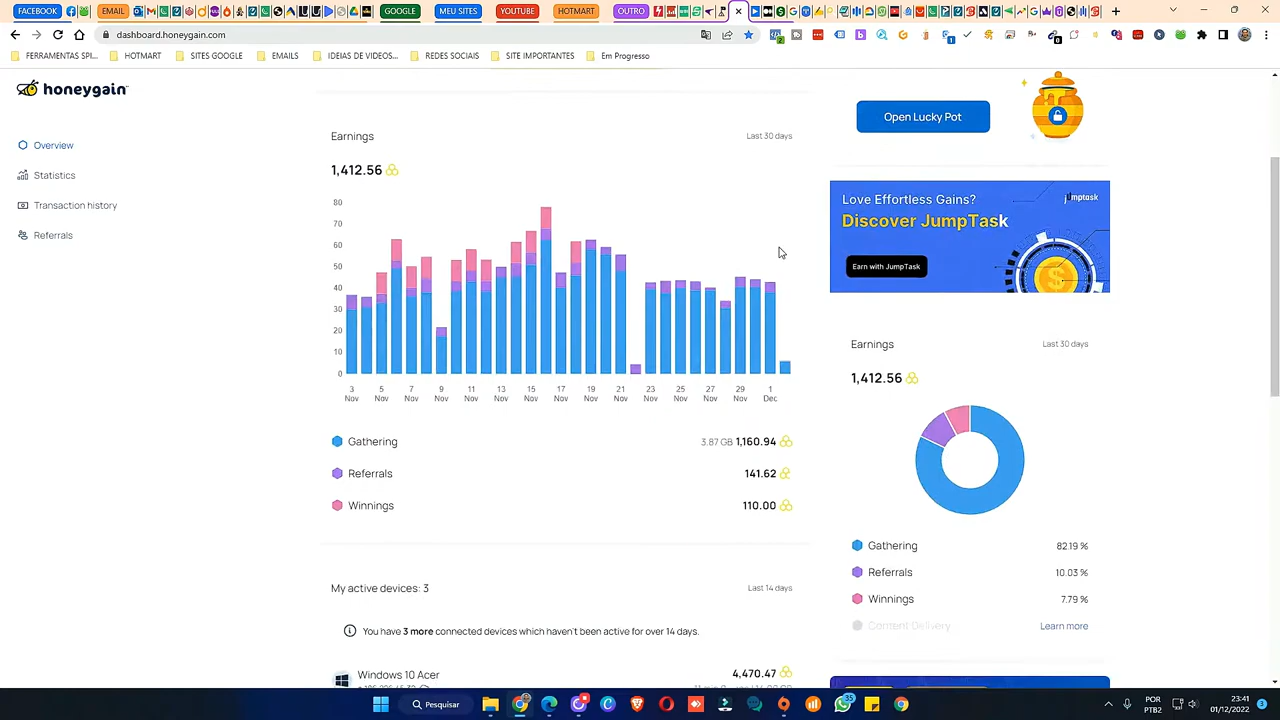 FACEBOOK EMAIL GOOGLE MEUS SITES YOUTUBE HOTMART OUTRO
dashboard.honeygain.com
FERRAMENTAS SPI... HOTMART SITES GOOGLE EMAILS IDEIAS DE VIDEOS... REDES SOCIAIS SITE IMPORTANTES Em Progresso
honeygain
Overview
Statistics
Transaction history
Referrals
Earnings Last 30 days
1,412.56
80
70
60
50
40
30
20
10
0
3 5 7 9 11 13 15 17 19 21 23 25 27 29 1
Nov Nov Nov Nov Nov Nov Nov Nov Nov Nov Nov Nov Nov Nov Dec
Gathering 3.87 GB 1,160.94
Referrals 141.62
Winnings 110.00
My active devices: 3 Last 14 days
You have 3 more connected devices which haven't been active for over 14 days.
Windows 10 Acer 4,470.47
Open Lucky Pot
Love Effortless Gains? jumptask
Discover JumpTask
Earn with JumpTask
Earnings Last 30 days
1,412.56
Gathering 82.19 %
Referrals 10.03 %
Winnings 7.79 %
Content Delivery Learn more
Pesquisar
35
POR
PTB2
23:41
01/12/2022
3